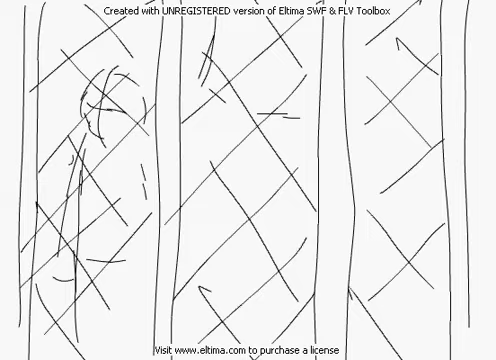 Created with UNREGISTERED version of Eltima SWF & FLV Toolbox
Visit www.eltima.com to purchase a license